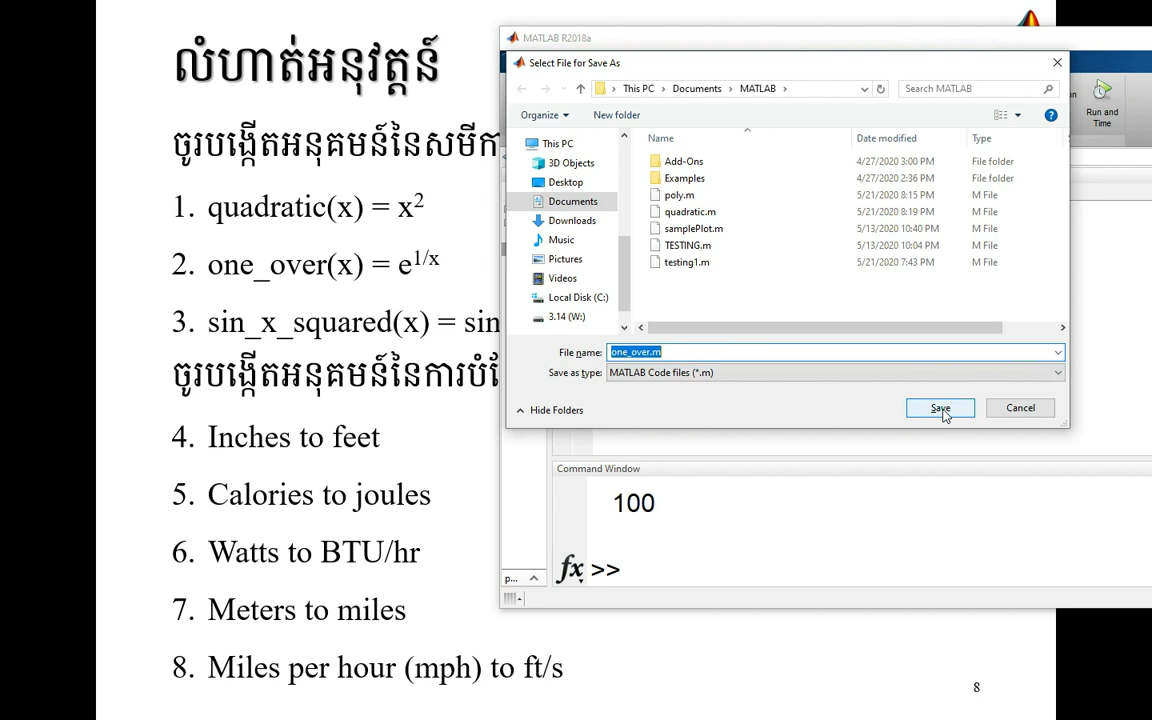 លំហាត់អនុវត្តន៍
ចូរបង្កើតអនុគមន៍នៃសមីកា
1. quadratic(x) = x²
2. one_over(x) = e^1/x
3. sin_x_squared(x) = sin
ចូរបង្កើតអនុគមន៍នៃការបំ
4. Inches to feet
5. Calories to joules
6. Watts to BTU/hr
7. Meters to miles
8. Miles per hour (mph) to ft/s
8
MATLAB R2018a
Select File for Save As
This PC > Documents > MATLAB >
Search MATLAB
Organize
New folder
This PC
3D Objects
Desktop
Documents
Downloads
Music
Pictures
Videos
Local Disk (C:)
3.14 (W:)
Name Date modified Type
Add-Ons 4/27/2020 3:00 PM File folder
Examples 4/27/2020 2:36 PM File folder
poly.m 5/21/2020 8:15 PM M File
quadratic.m 5/21/2020 8:19 PM M File
samplePlot.m 5/13/2020 10:40 PM M File
TESTING.m 5/13/2020 10:04 PM M File
testing1.m 5/21/2020 7:43 PM M File
File name: one_over.m
Save as type: MATLAB Code files (*.m)
Hide Folders
Save
Cancel
Run and
Time
Command Window
100
fx >>
p...